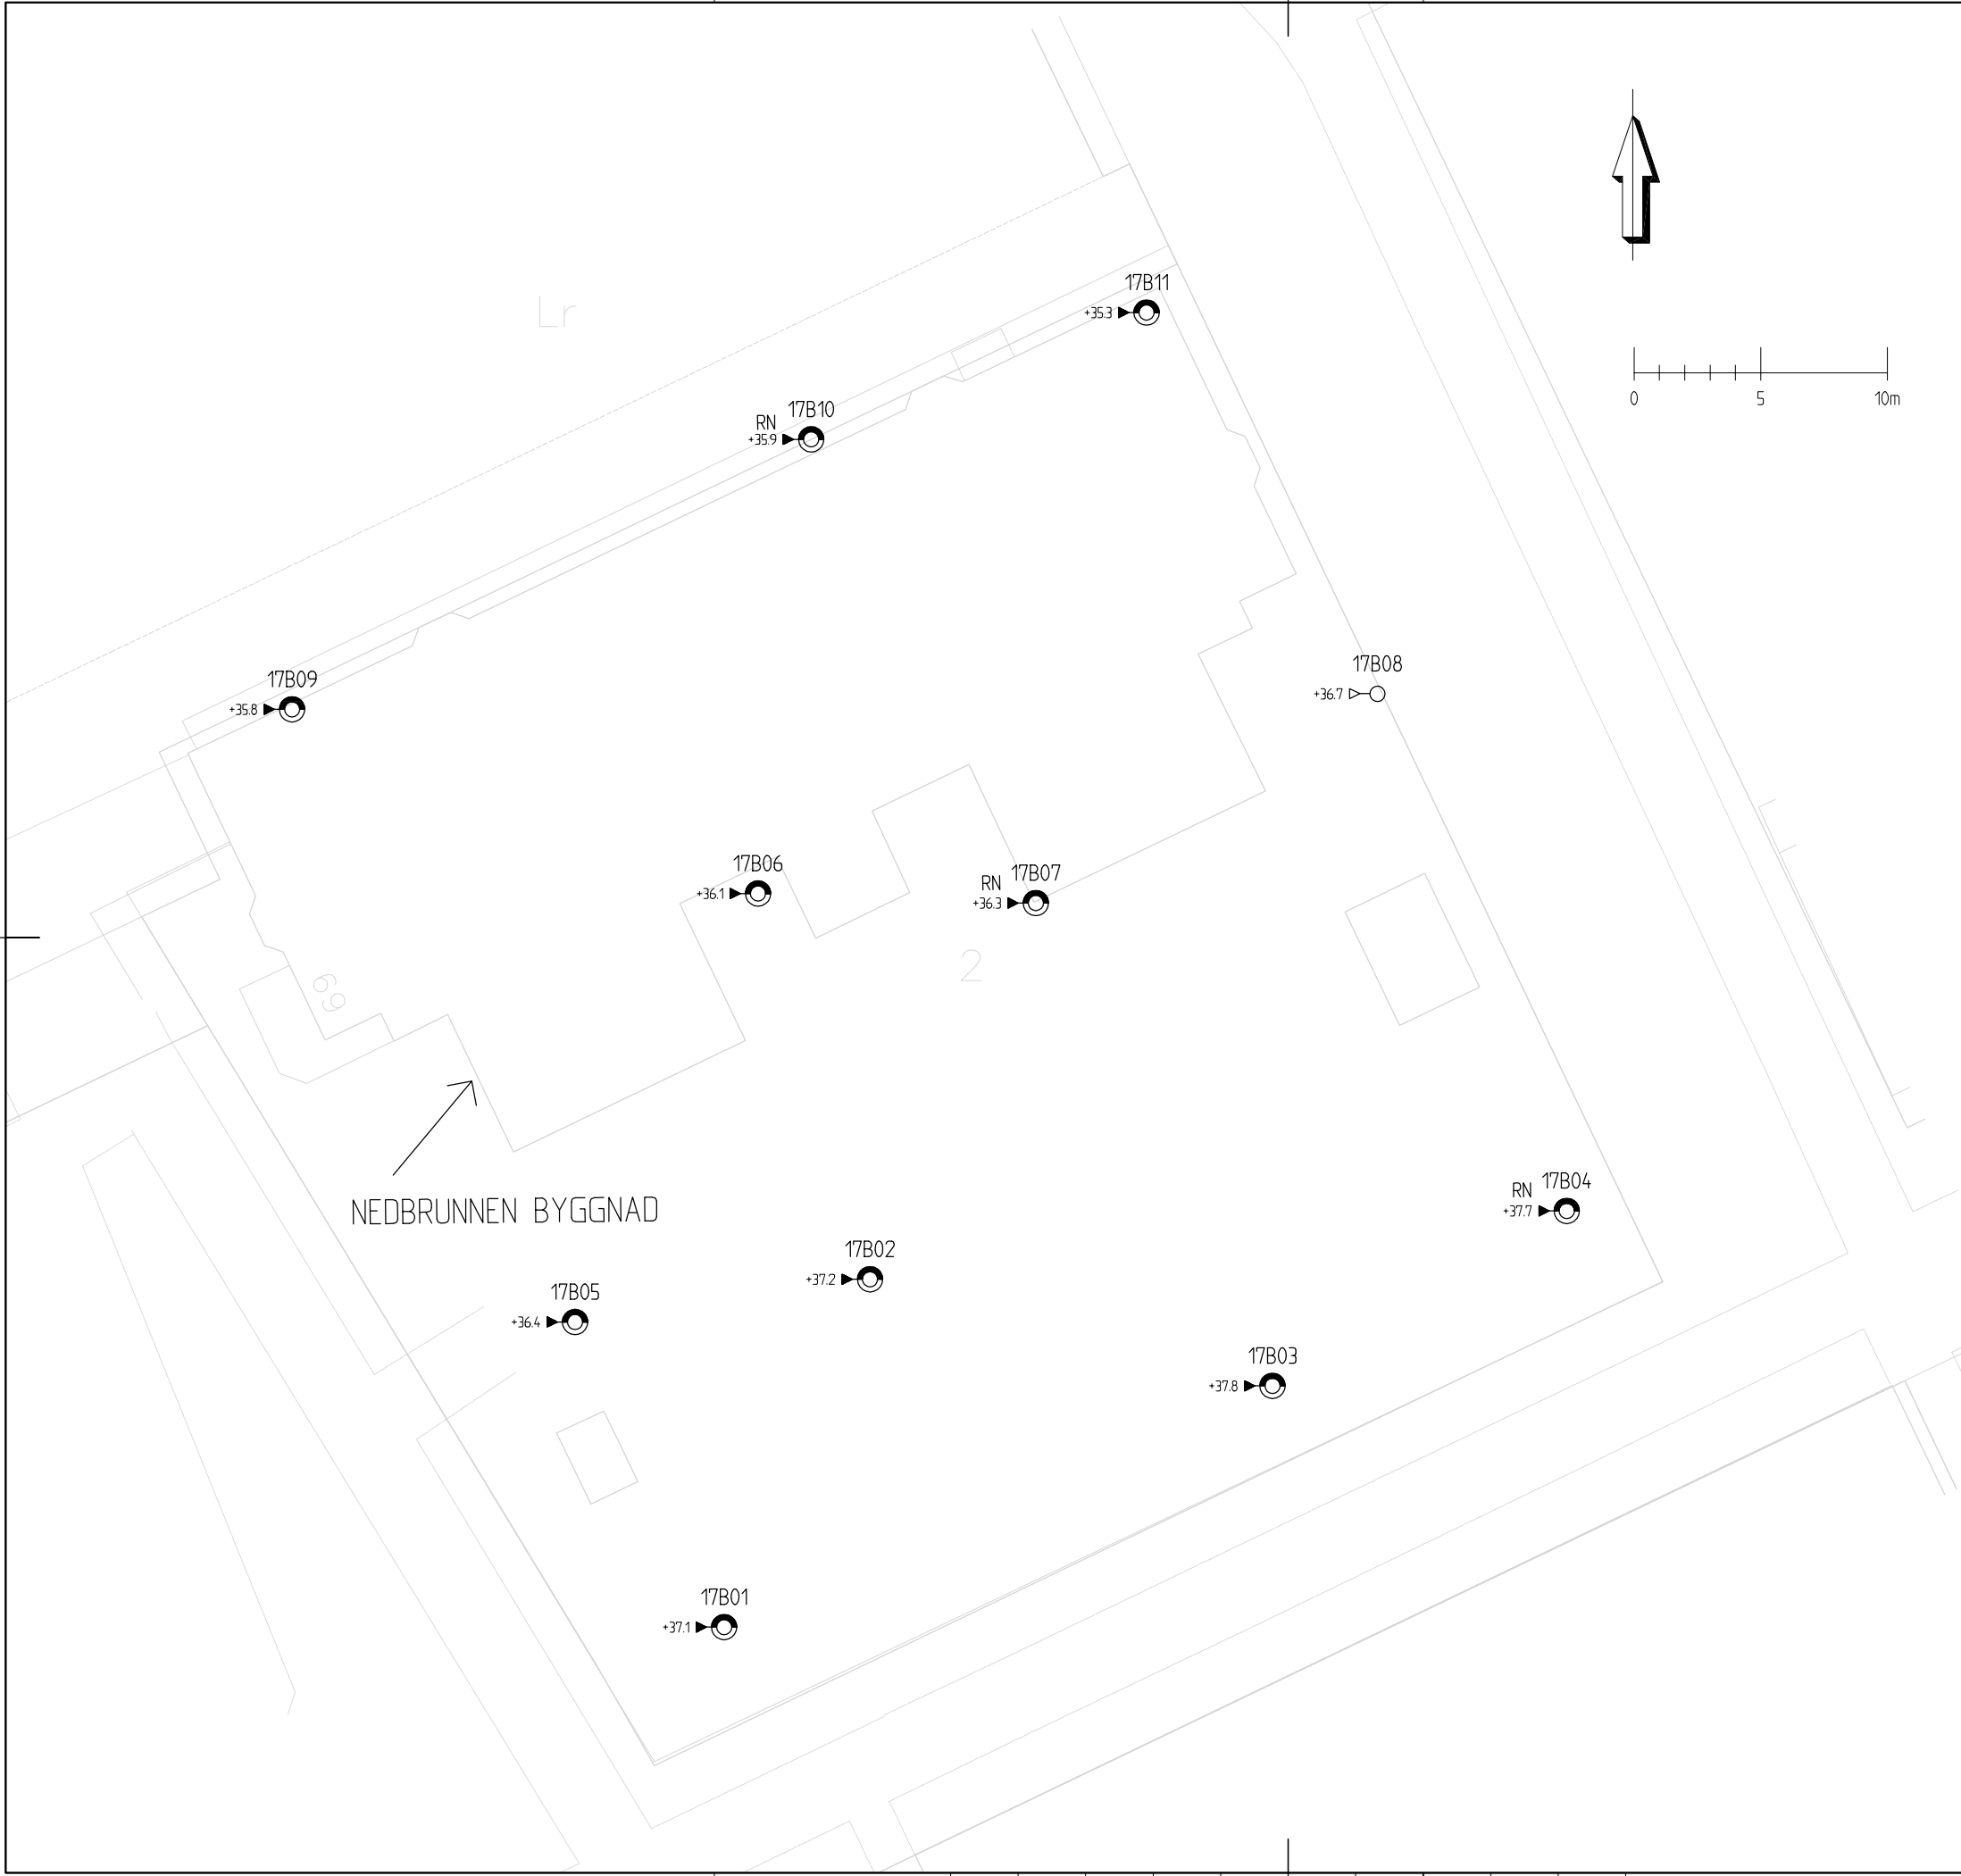 17B11
+35.3
Lr
0 5 10m
17B10
RN
+35.9
17B08
+36.7
17B09
+35.8
17B06
+36.1
17B07
RN
+36.3
2
69
17B04
RN
+37.7
NEDBRUNNEN BYGGNAD
17B02
+37.2
17B05
+36.4
17B03
+37.8
17B01
+37.1